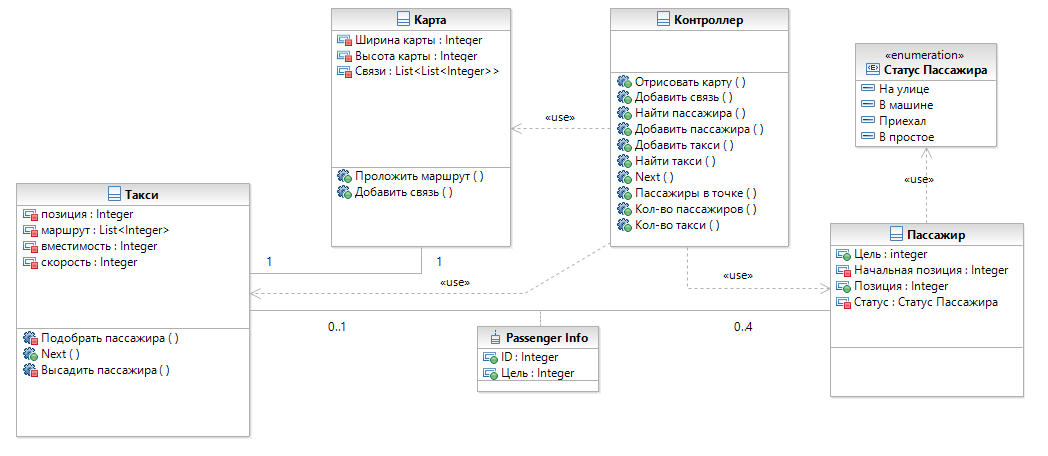 Карта
Ширина карты : Integer
Высота карты : Integer
Связи : List<List<Integer>>
Проложить маршрут ( )
Добавить связь ( )
«use»
Контроллер
Отрисовать карту ( )
Добавить связь ( )
Найти пассажира ( )
Добавить пассажира ( )
Добавить такси ( )
Найти такси ( )
Next ( )
Пассажиры в точке ( )
Кол-во пассажиров ( )
Кол-во такси ( )
«enumeration»
Статус Пассажира
На улице
В машине
Приехал
В простое
«use»
Такси
позиция : Integer
маршрут : List<Integer>
вместимость : Integer
скорость : Integer
Подобрать пассажира ( )
Next ( )
Высадить пассажира ( )
1
1
«use»
«use»
Пассажир
Цель : integer
Начальная позиция : Integer
Позиция : Integer
Статус : Статус Пассажира
0..1
0..4
Passenger Info
ID : Integer
Цель : Integer